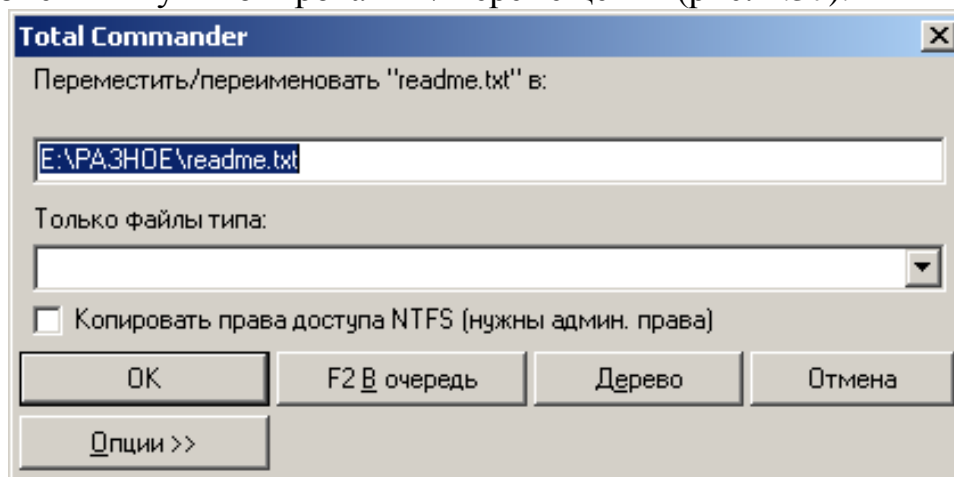 Total Commander
Переместить/переименовать "readme.txt" в:
E:\РАЗНОЕ\readme.txt
Только файлы типа:
Копировать права доступа NTFS (нужны админ. права)
OK F2 В очередь Дерево Отмена
Опции >>